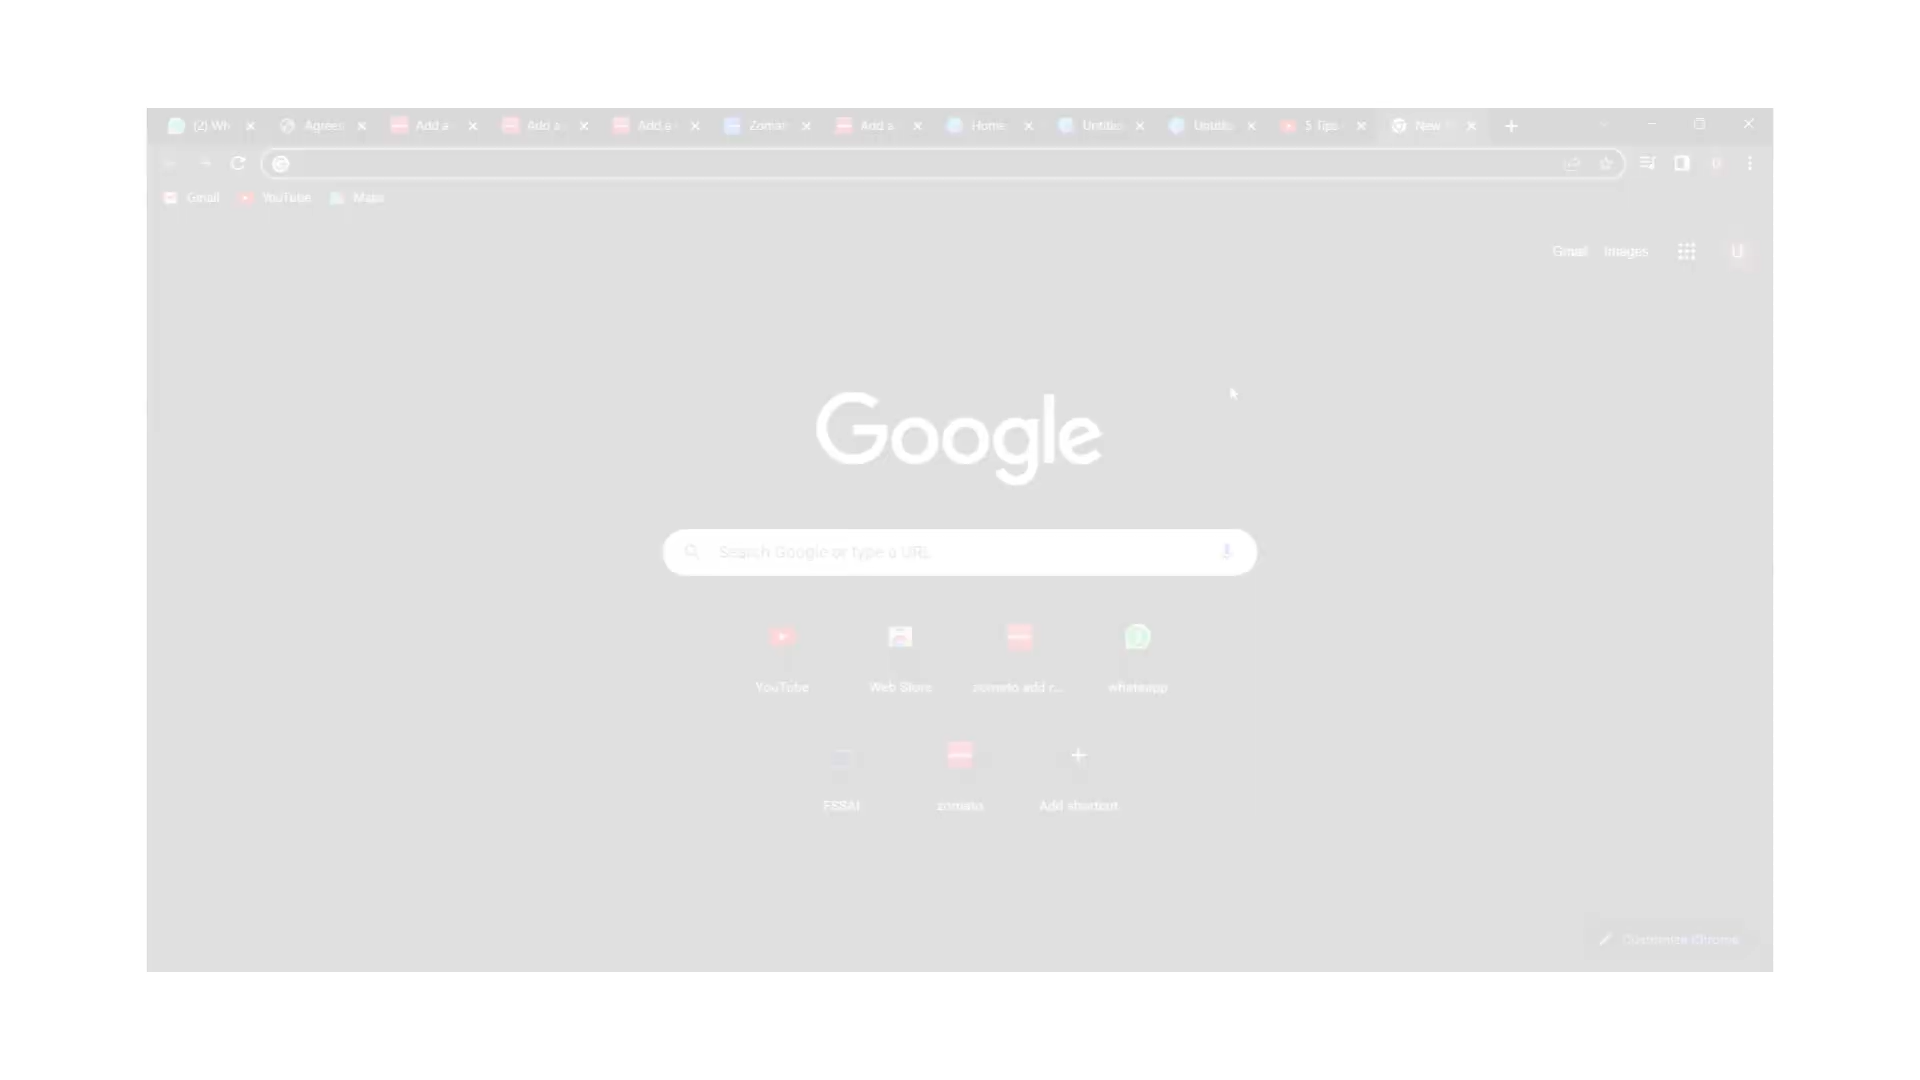 (2) Wh Agree Add a Add a Add a Zomat Add a Home Untitle Untitle 5 Tips New
Gmail YouTube Maps
Gmail Images U
Google
Search Google or type a URL
YouTube Web Store zomato add r... whatsapp
FSSAI zomato Add shortcut
Customize Chrome